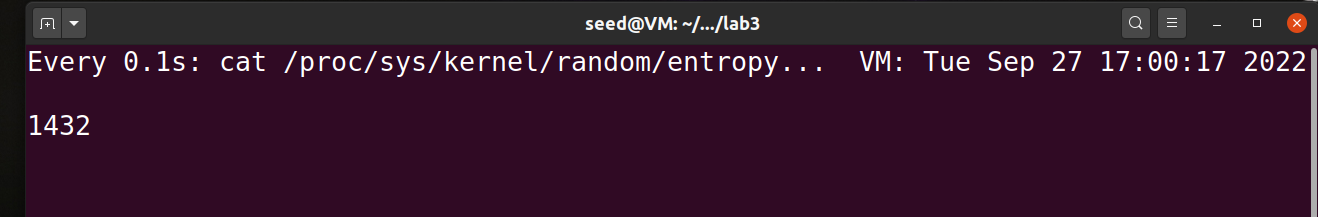 seed@VM: ~/.../lab3
Every 0.1s: cat /proc/sys/kernel/random/entropy...  VM: Tue Sep 27 17:00:17 2022
1432